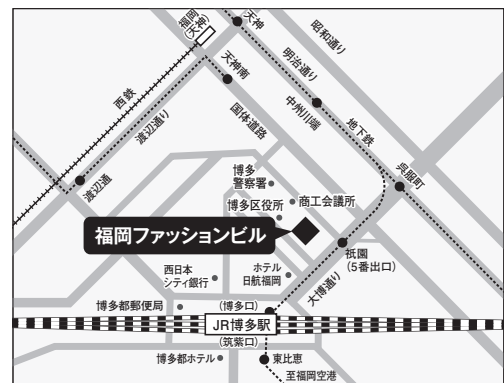 福岡
(天神)
天神
昭和通り
明治通り
天神南
西鉄
渡辺通り
国体道路
中州川端
地下鉄
呉服町
渡辺通
博多
警察署
博多区役所
商工会議所
福岡ファッションビル
祇園
(5番出口)
西日本
シティ銀行
ホテル
日航福岡
大博通り
博多都郵便局
(博多口)
JR博多駅
(筑紫口)
博多都ホテル
東比恵
至福岡空港